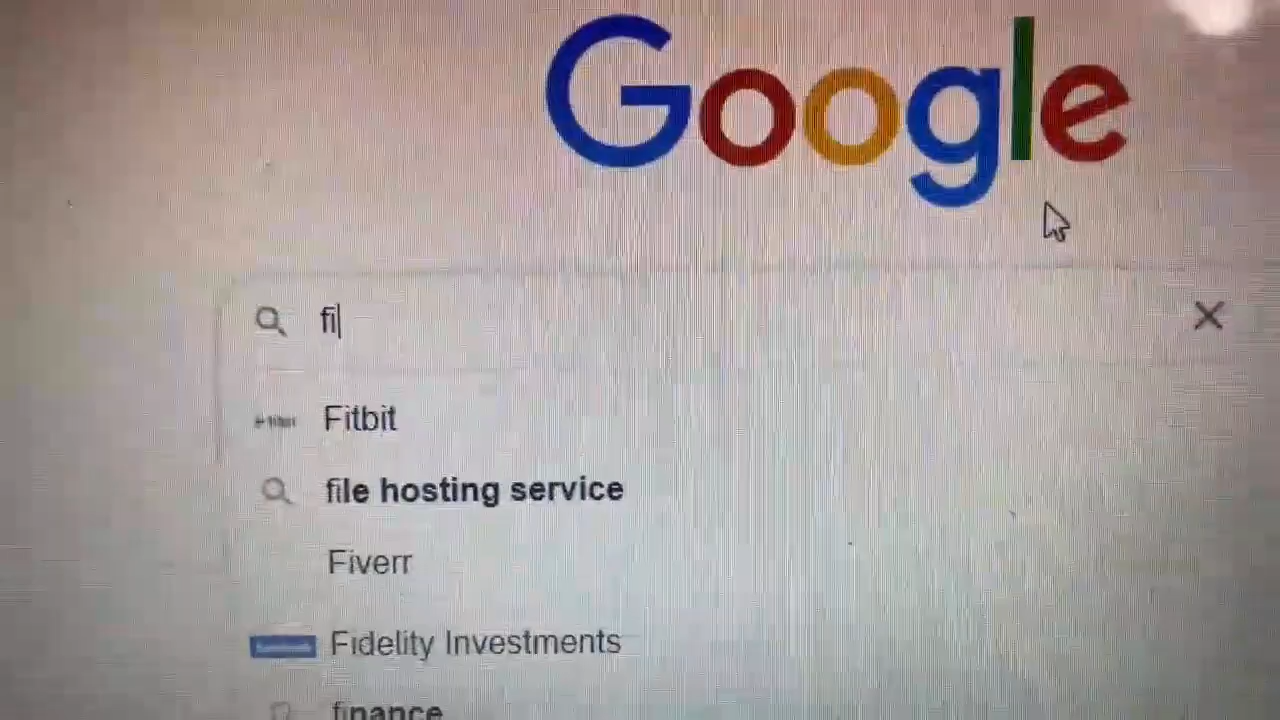 Google
fi
Fitbit
file hosting service
Fiverr
Fidelity Investments
finance